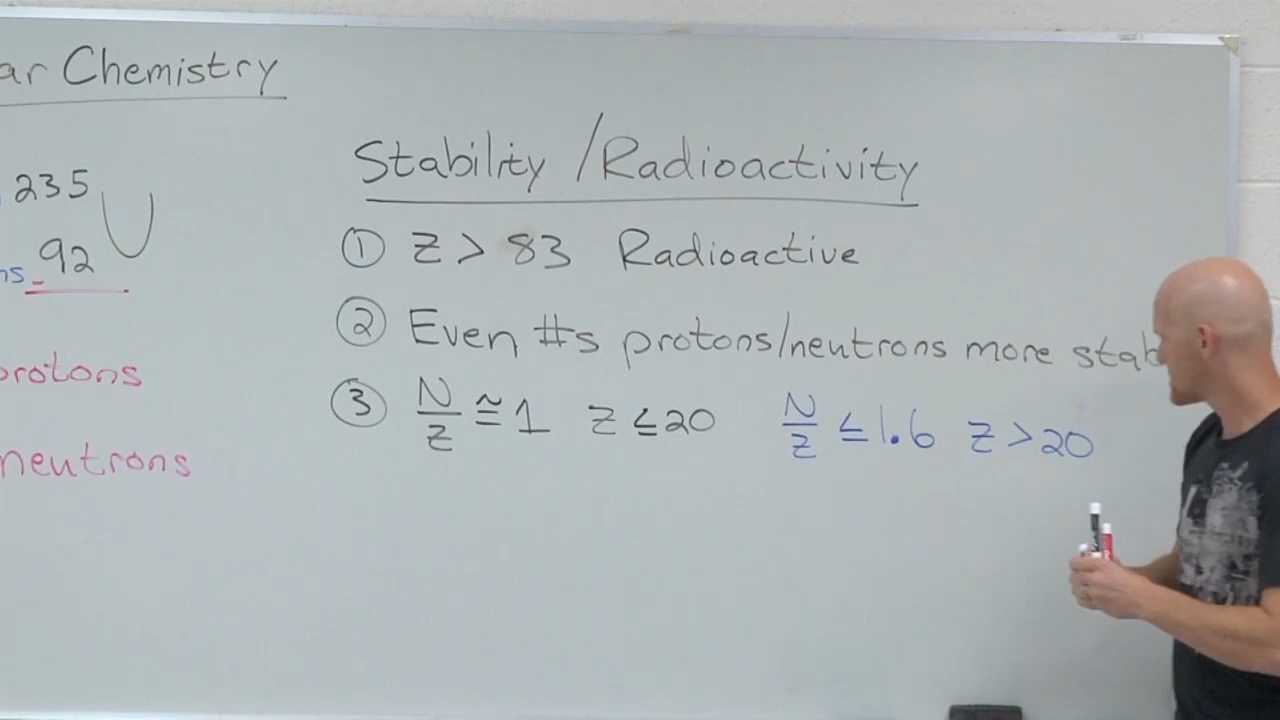 ar Chemistry
235
92 U
ns
protons
neutrons
Stability / Radioactivity
① Z > 83 Radioactive
② Even #s protons/neutrons more stab
③ N/Z ≅ 1 Z ≤ 20 N/Z ≤ 1.6 Z > 20